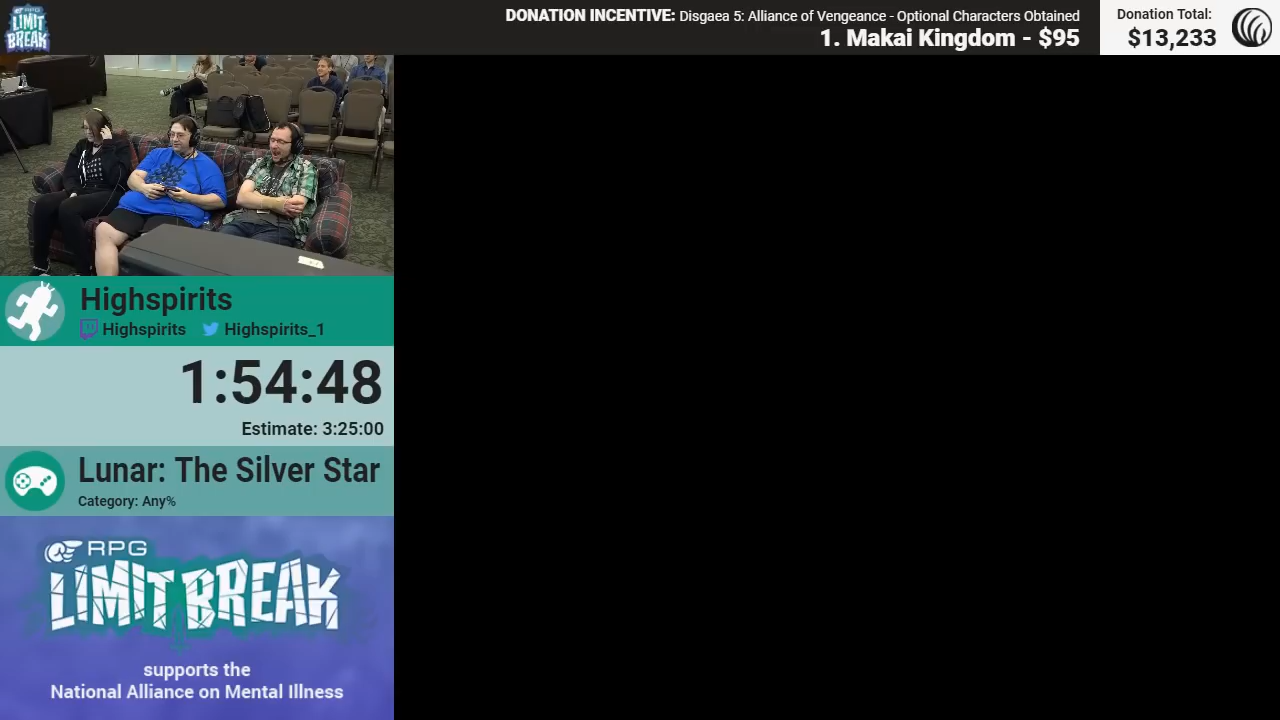 RPG
LIMIT
BREAK
DONATION INCENTIVE: Disgaea 5: Alliance of Vengeance - Optional Characters Obtained
1. Makai Kingdom - $95
Donation Total:
$13,233
Highspirits
Highspirits Highspirits_1
1:54:48
Estimate: 3:25:00
Lunar: The Silver Star
Category: Any%
RPG
LIMIT BREAK
supports the
National Alliance on Mental Illness